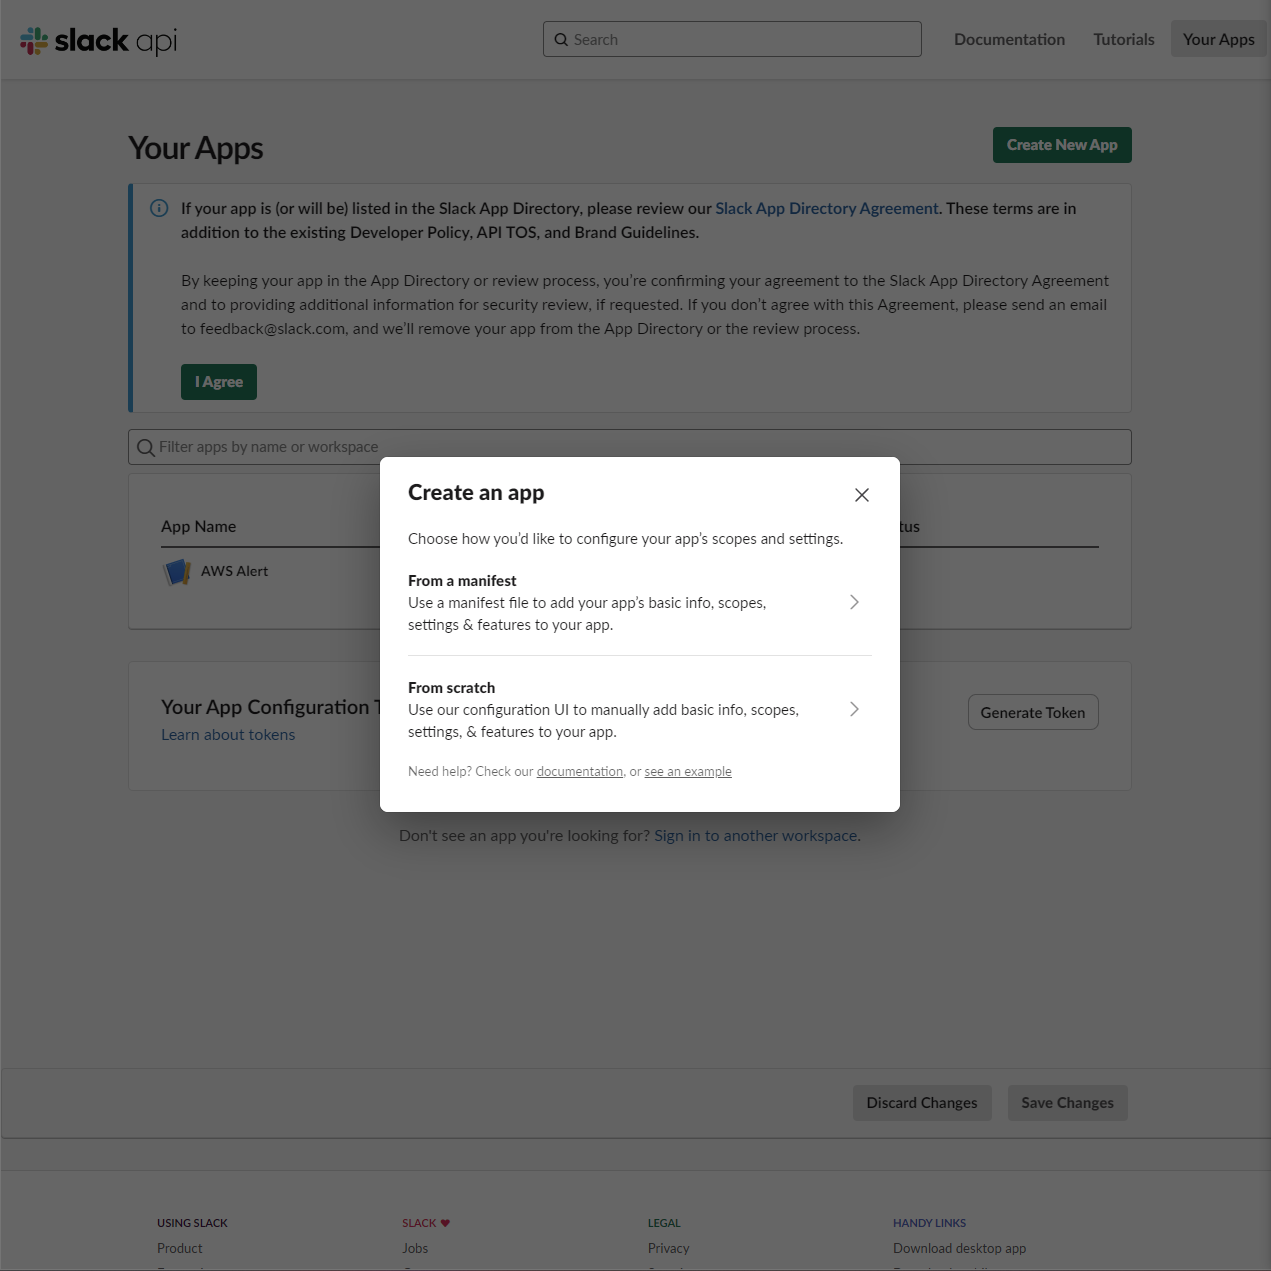 slack api
Search
Documentation
Tutorials
Your Apps
Your Apps
Create New App
If your app is (or will be) listed in the Slack App Directory, please review our Slack App Directory Agreement. These terms are in
addition to the existing Developer Policy, API TOS, and Brand Guidelines.
By keeping your app in the App Directory or review process, you’re confirming your agreement to the Slack App Directory Agreement
and to providing additional information for security review, if requested. If you don’t agree with this Agreement, please send an email
to feedback@slack.com, and we’ll remove your app from the App Directory or the review process.
I Agree
Filter apps by name or workspace
App Name
tus
AWS Alert
Create an app
Choose how you’d like to configure your app’s scopes and settings.
From a manifest
Use a manifest file to add your app’s basic info, scopes,
settings & features to your app.
From scratch
Use our configuration UI to manually add basic info, scopes,
settings, & features to your app.
Need help? Check our documentation, or see an example
Your App Configuration T
Learn about tokens
Generate Token
Don't see an app you're looking for? Sign in to another workspace.
Discard Changes
Save Changes
USING SLACK
Product
SLACK ♥
Jobs
LEGAL
Privacy
HANDY LINKS
Download desktop app